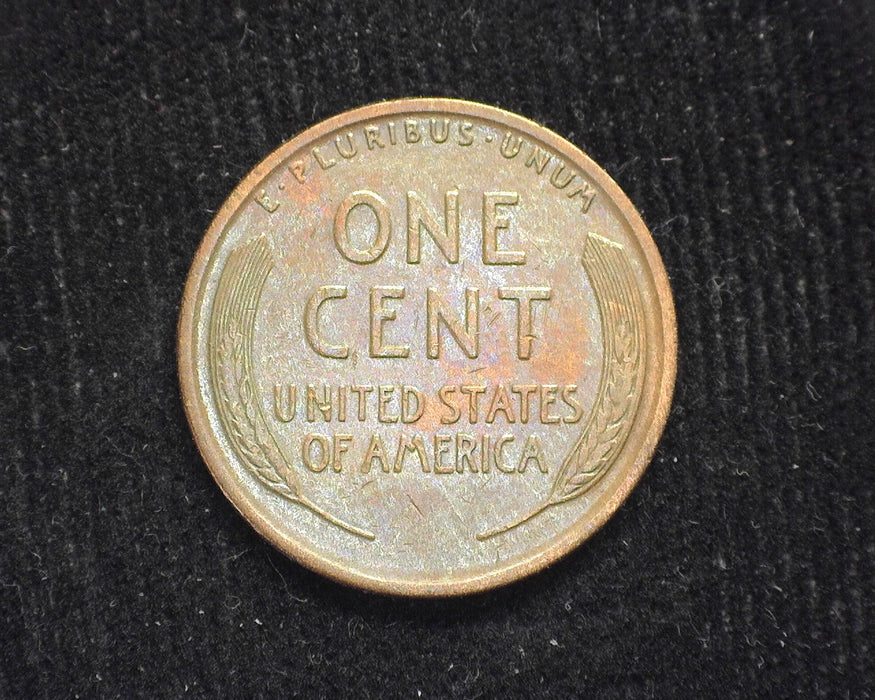 E·PLURIBUS·UNUM
ONE
CENT
UNITED STATES
OF AMERICA